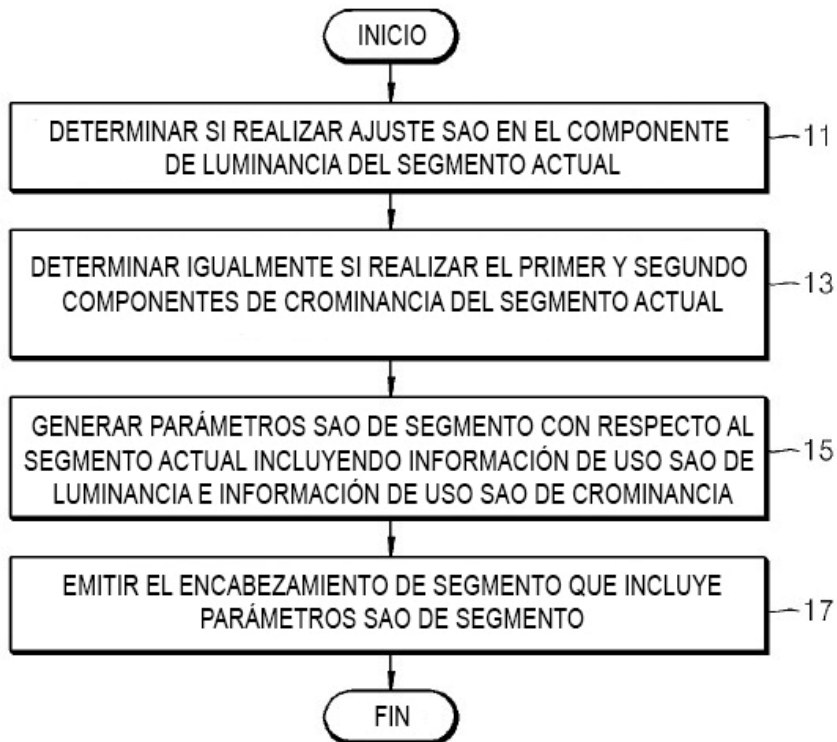 INICIO
DETERMINAR SI REALIZAR AJUSTE SAO EN EL COMPONENTE
DE LUMINANCIA DEL SEGMENTO ACTUAL
11
DETERMINAR IGUALMENTE SI REALIZAR EL PRIMER Y SEGUNDO
COMPONENTES DE CROMINANCIA DEL SEGMENTO ACTUAL
13
GENERAR PARÁMETROS SAO DE SEGMENTO CON RESPECTO AL
SEGMENTO ACTUAL INCLUYENDO INFORMACIÓN DE USO SAO DE
LUMINANCIA E INFORMACIÓN DE USO SAO DE CROMINANCIA
15
EMITIR EL ENCABEZAMIENTO DE SEGMENTO QUE INCLUYE
PARÁMETROS SAO DE SEGMENTO
17
FIN